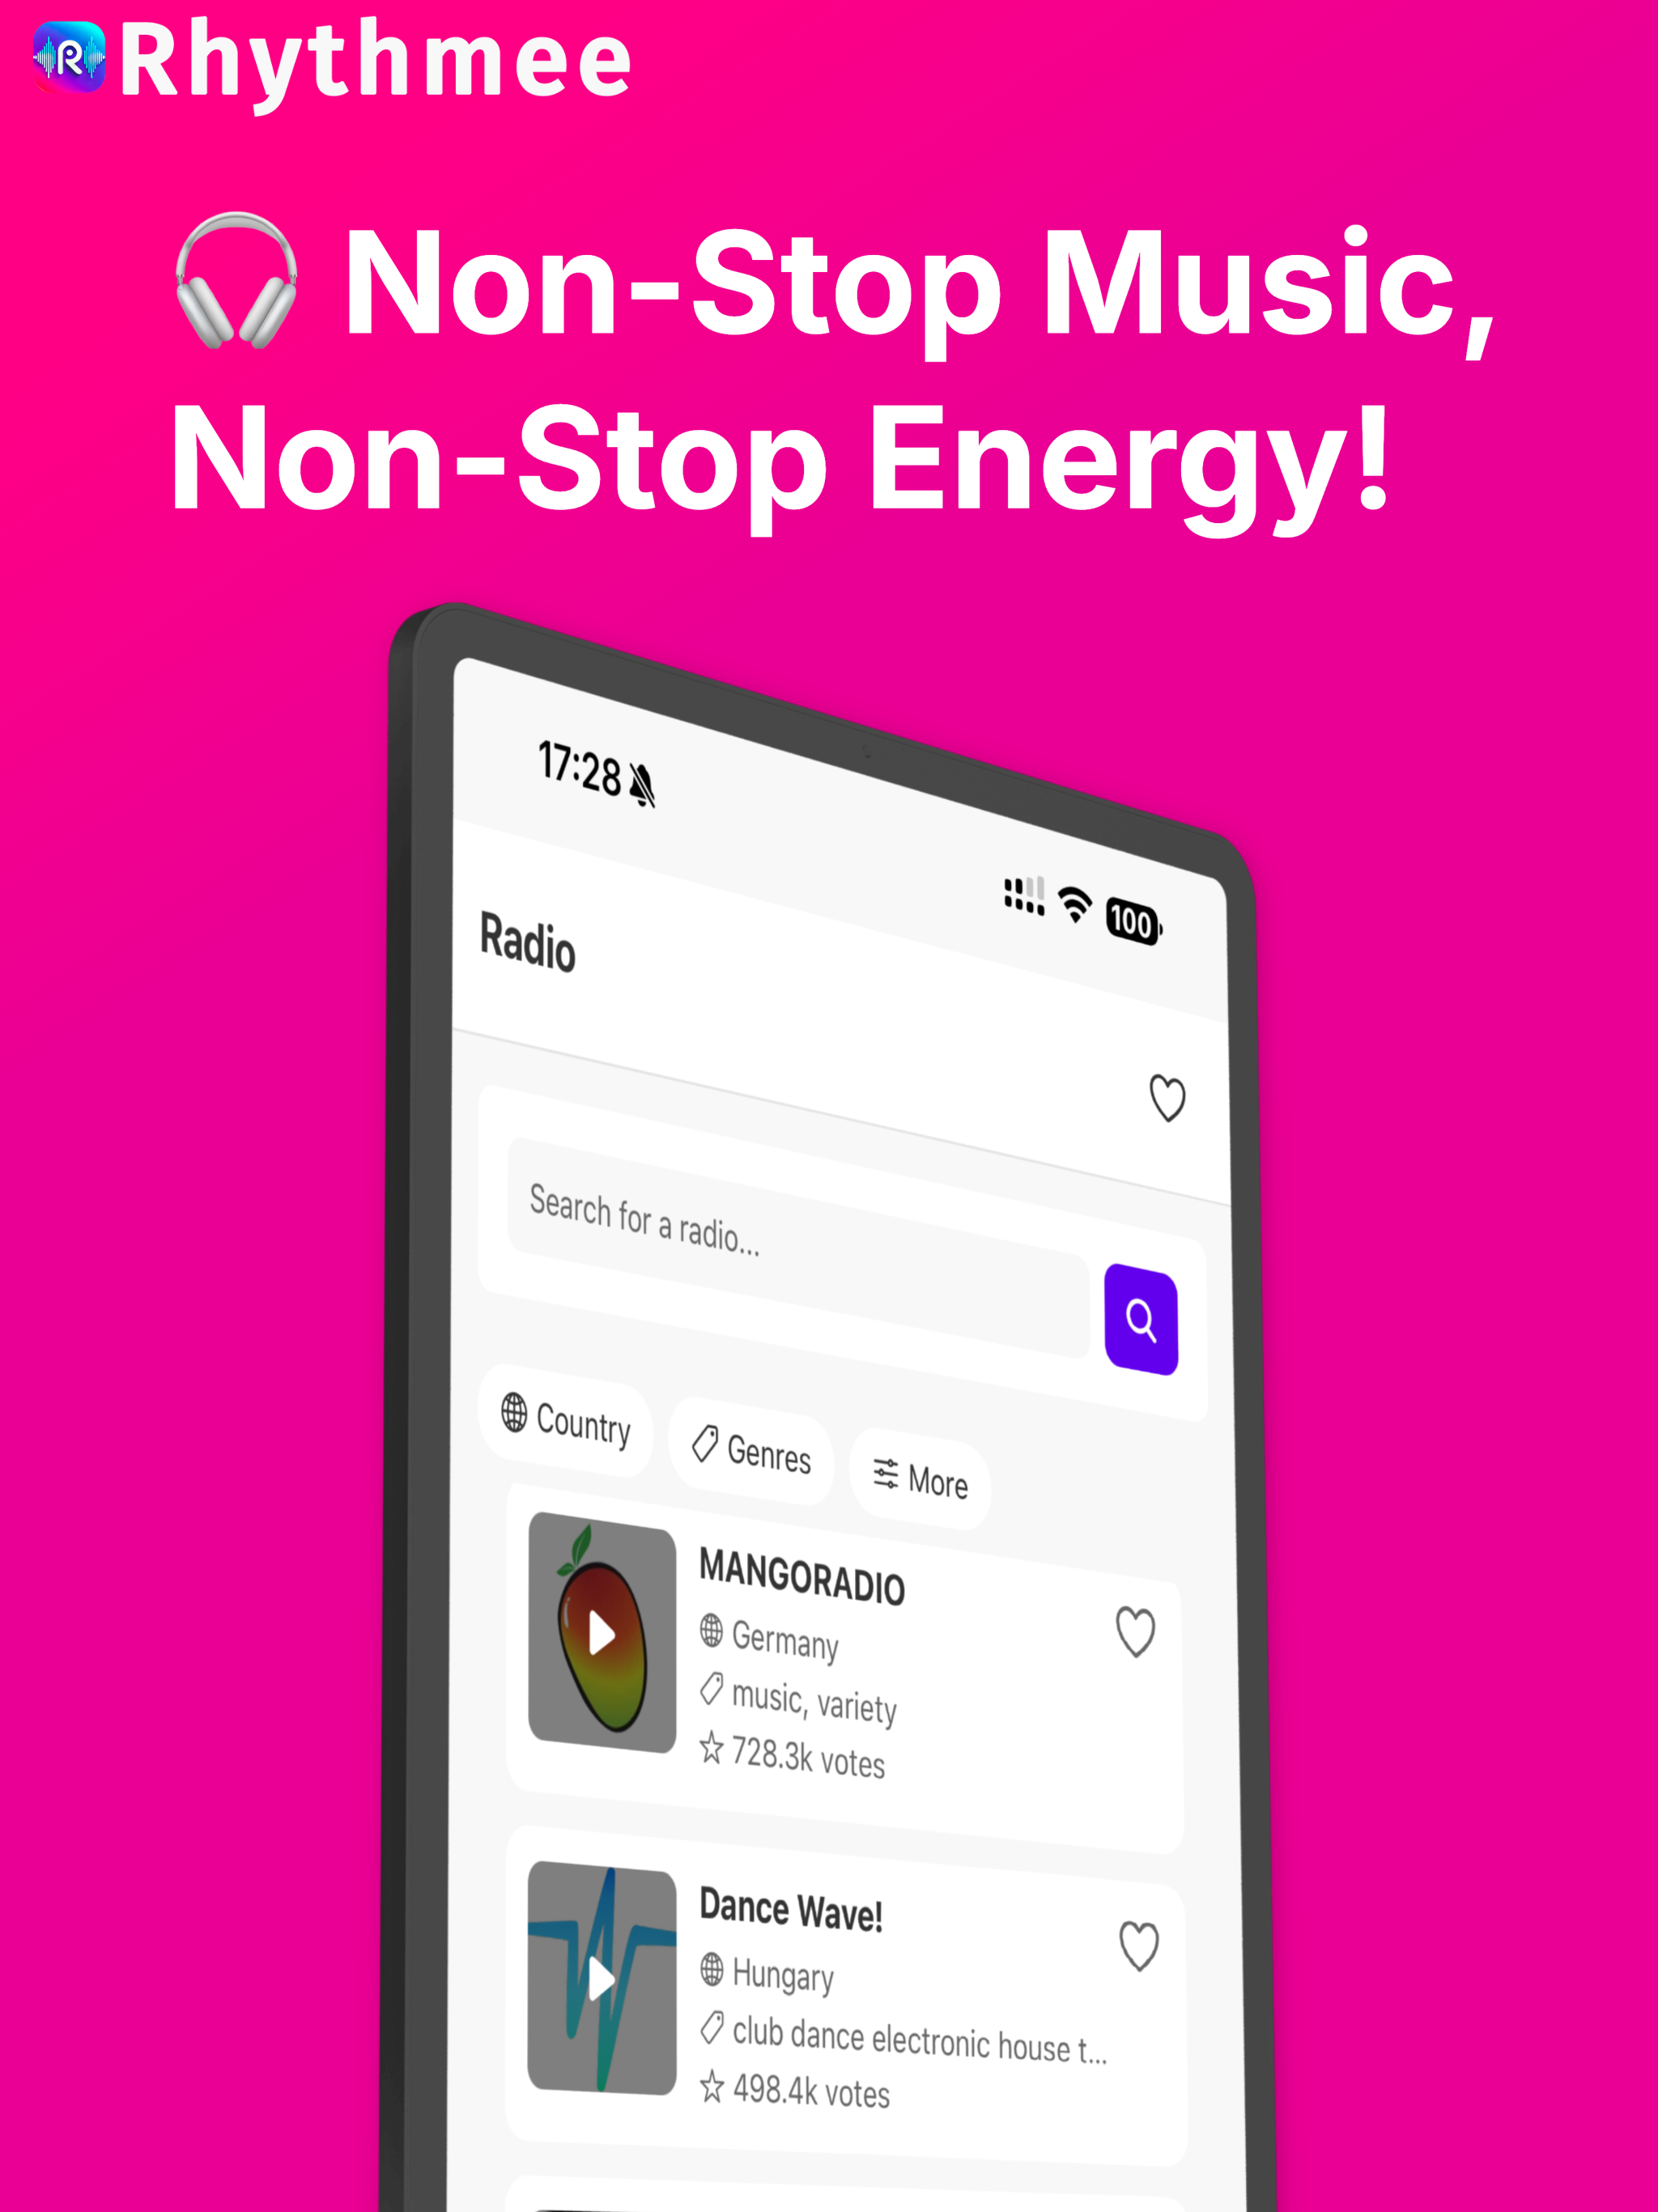 Rhythmee
🎧 Non-Stop Music,
Non-Stop Energy!
17:28
100
Radio
Search for a radio...
Country
Genres
More
MANGORADIO
Germany
music, variety
728.3k votes
Dance Wave!
Hungary
club dance electronic house t...
498.4k votes